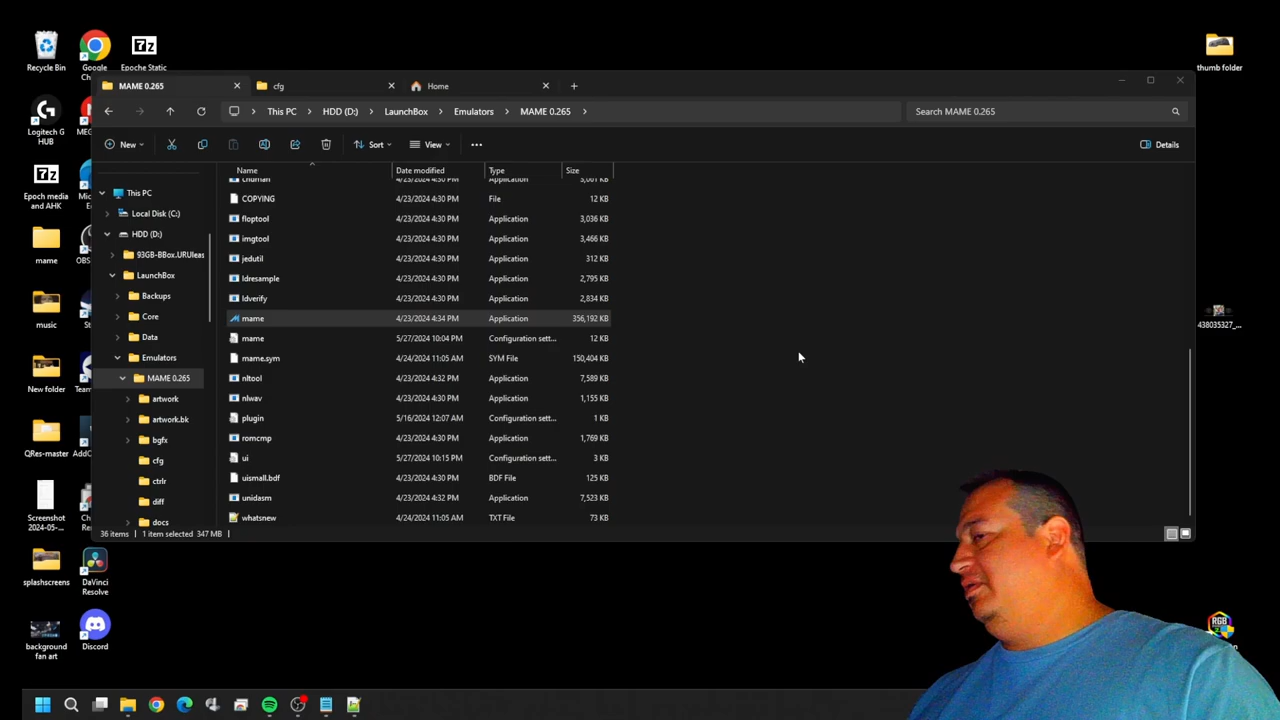 Recycle Bin
Google
Epoche Static
thumb folder
MAME 0.265
cfg
Home
This PC
HDD (D:)
LaunchBox
Emulators
MAME 0.265
Search MAME 0.265
Logitech G
HUB
New
Sort
View
Details
Name
Date modified
Type
Size
This PC
Local Disk (C:)
HDD (D:)
LaunchBox
Backups
Core
Data
Emulators
MAME 0.265
artwork
artwork.bk
bgfx
cfg
ctrlr
diff
docs
4/23/2024 4:30 PM Application
COPYING 4/23/2024 4:30 PM File 12 KB
floptool 4/23/2024 4:30 PM Application 3,036 KB
imgtool 4/23/2024 4:30 PM Application 3,466 KB
jedutil 4/23/2024 4:30 PM Application 312 KB
ldresample 4/23/2024 4:30 PM Application 2,795 KB
ldverify 4/23/2024 4:30 PM Application 2,834 KB
mame 4/23/2024 4:34 PM Application 356,192 KB
mame 5/27/2024 10:04 PM Configuration sett... 12 KB
mame.sym 4/24/2024 11:05 AM SYM File 150,404 KB
nltool 4/23/2024 4:32 PM Application 7,589 KB
nlwav 4/23/2024 4:30 PM Application 1,155 KB
plugin 5/16/2024 12:07 AM Configuration sett... 1 KB
romcmp 4/23/2024 4:30 PM Application 1,769 KB
ui 5/27/2024 10:15 PM Configuration sett... 3 KB
uismall.bdf 4/23/2024 4:30 PM BDF File 125 KB
unidasm 4/23/2024 4:32 PM Application 7,523 KB
whatsnew 4/24/2024 11:05 AM TXT File 73 KB
36 items
1 item selected 347 MB
Epoch media
and AHK
mame
music
New folder
QRes-master
Screenshot
2024-05-...
splashscreens
DaVinci
Resolve
background
fan art
Discord
438035327_...
RGB